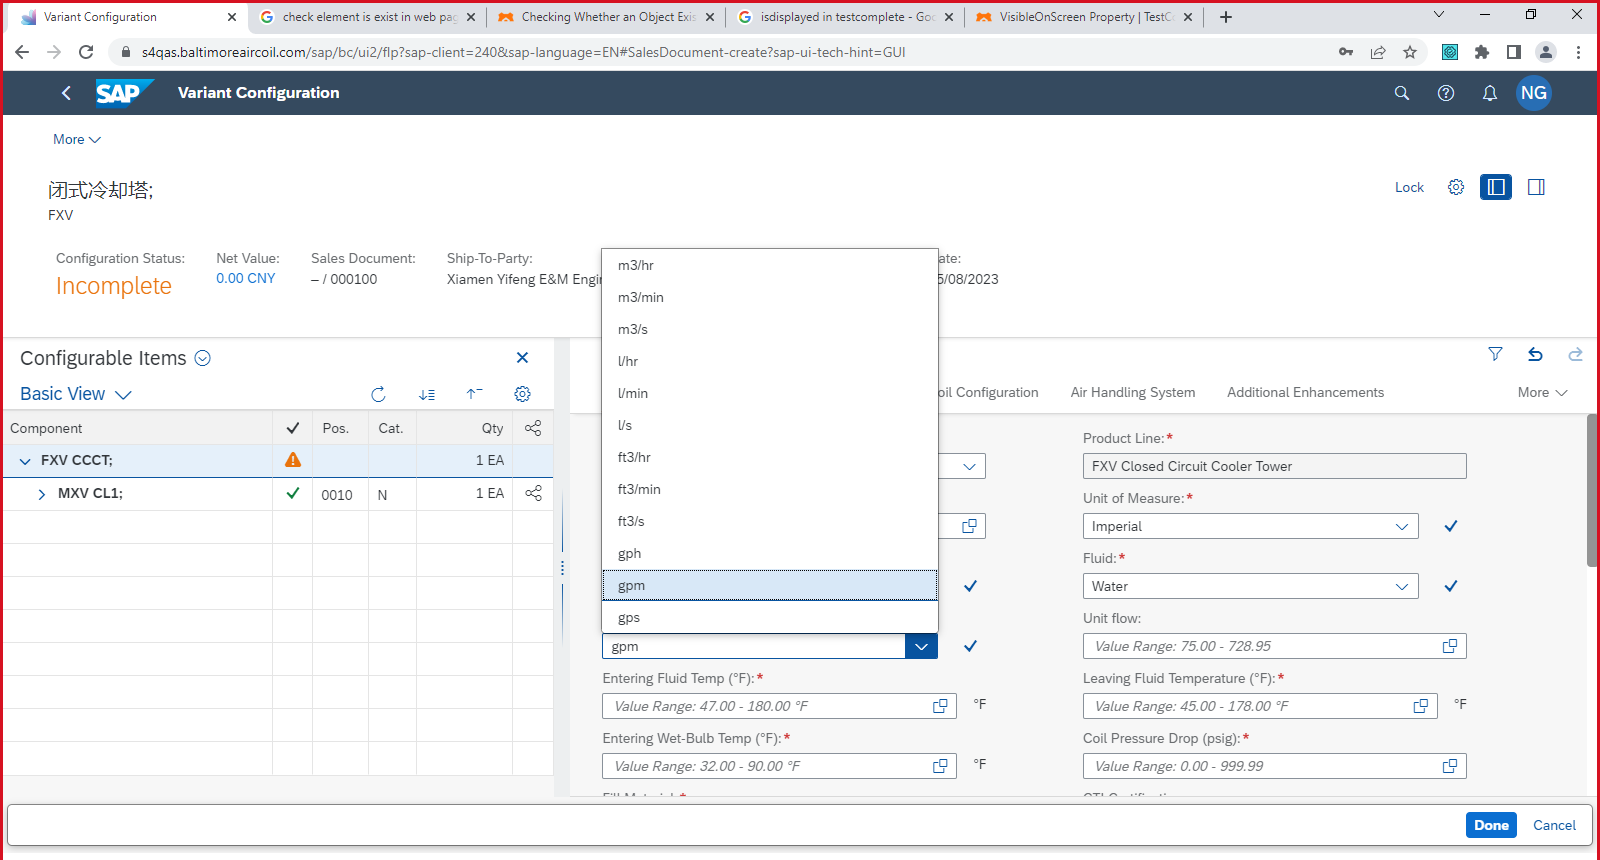 Variant Configuration
check element is exist in web pag
Checking Whether an Object Exis
isdisplayed in testcomplete - Goo
VisibleOnScreen Property | TestCo
s4qas.baltimoreaircoil.com/sap/bc/ui2/flp?sap-client=240&sap-language=EN#SalesDocument-create?sap-ui-tech-hint=GUI
SAP
Variant Configuration
NG
More
闭式冷却塔;
FXV
Lock
Configuration Status:
Incomplete
Net Value:
0.00 CNY
Sales Document:
– / 000100
Ship-To-Party:
Xiamen Yifeng E&M Engin
ate:
5/08/2023
Configurable Items
Basic View
Component
Pos.
Cat.
Qty
FXV CCCT;
1 EA
MXV CL1;
0010
N
1 EA
m3/hr
m3/min
m3/s
l/hr
l/min
l/s
ft3/hr
ft3/min
ft3/s
gph
gpm
gps
gpm
oil Configuration
Air Handling System
Additional Enhancements
More
Product Line:*
FXV Closed Circuit Cooler Tower
Unit of Measure:*
Imperial
Fluid:*
Water
Unit flow:
Value Range: 75.00 - 728.95
Entering Fluid Temp (°F):*
Value Range: 47.00 - 180.00 °F
°F
Leaving Fluid Temperature (°F):*
Value Range: 45.00 - 178.00 °F
°F
Entering Wet-Bulb Temp (°F):*
Value Range: 32.00 - 90.00 °F
°F
Coil Pressure Drop (psig):*
Value Range: 0.00 - 999.99
Fill Material:*
CTI Certification
Done
Cancel